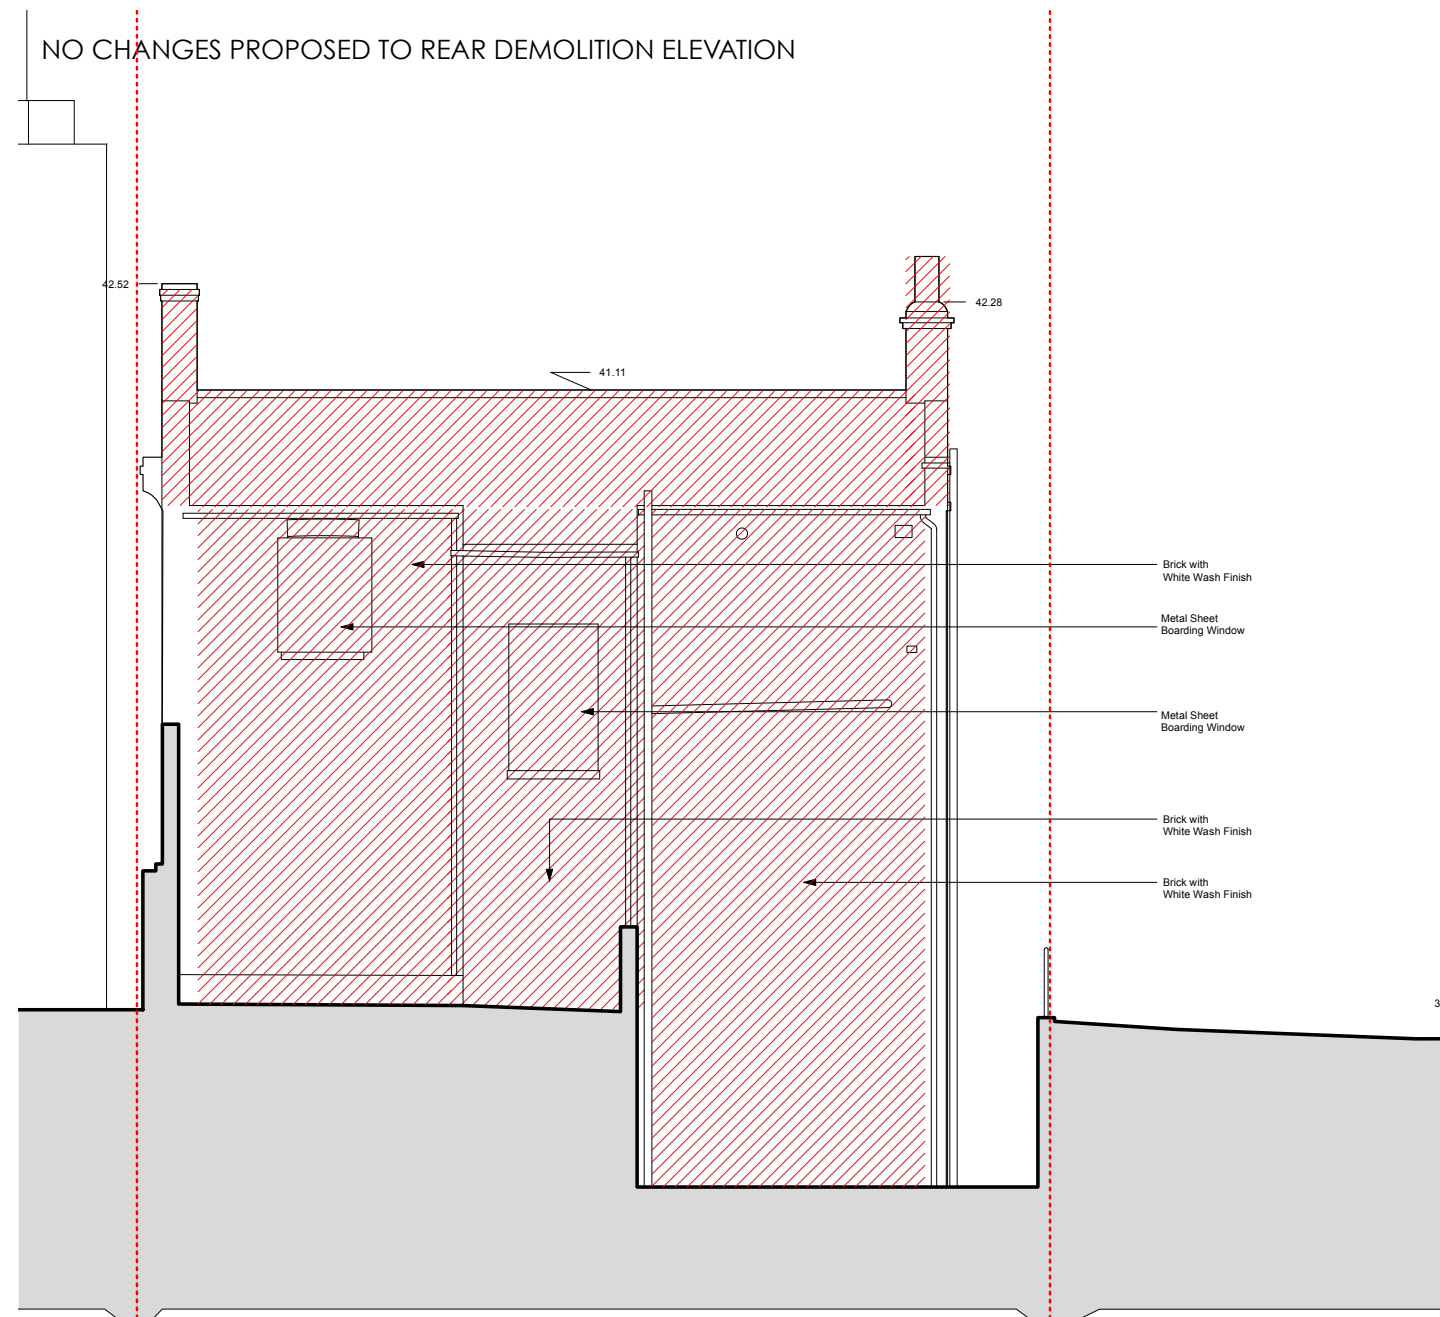 NO CHANGES PROPOSED TO REAR DEMOLITION ELEVATION
42.52
42.28
41.11
Brick with
White Wash Finish
Metal Sheet
Boarding Window
Metal Sheet
Boarding Window
Brick with
White Wash Finish
Brick with
White Wash Finish
3